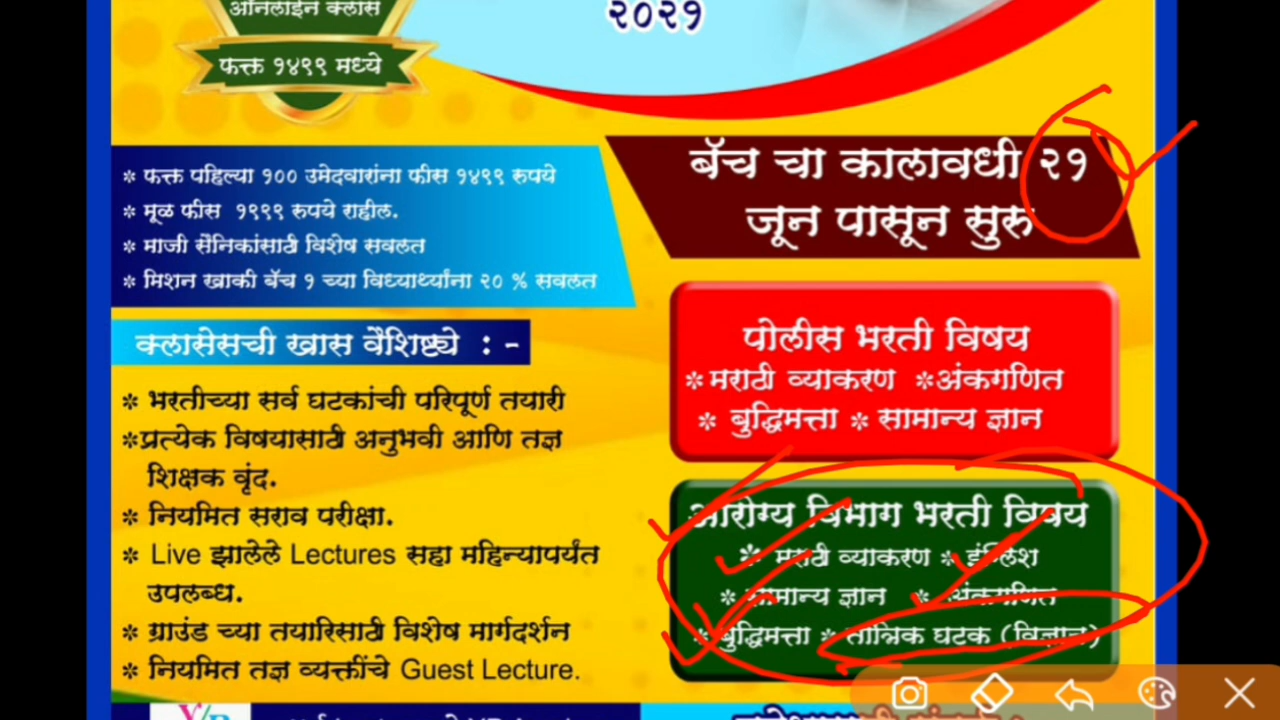 ऑनलाईन क्लास
फक्त १४९९ मध्ये
२०२१
* फक्त पहिल्या १०० उमेदवारांना फीस १४९९ रुपये
* मूळ फीस १९९९ रुपये राहील.
* माजी सैनिकांसाठी विशेष सवलत
* मिशन खाकी बॅच १ च्या विध्यार्थ्यांना २० % सवलत
बॅच चा कालावधी २१
जून पासून सुरु
क्लासेसची खास वैशिष्ट्ये : -
* भरतीच्या सर्व घटकांची परिपूर्ण तयारी
*प्रत्येक विषयासाठी अनुभवी आणि तज्ञ
शिक्षक वृंद.
* नियमित सराव परीक्षा.
* Live झालेले Lectures सहा महिन्यापर्यंत
उपलब्ध.
* ग्राउंड च्या तयारिसाठी विशेष मार्गदर्शन
* नियमित तज्ञ व्यक्तींचे Guest Lecture.
पोलीस भरती विषय
* मराठी व्याकरण *अंकगणित
* बुद्धिमत्ता * सामान्य ज्ञान
आरोग्य विभाग भरती विषय
* मराठी व्याकरण * इंग्लिश
* सामान्य ज्ञान * अंकगणित
* बुद्धिमत्ता * तांत्रिक घटक (विज्ञान)